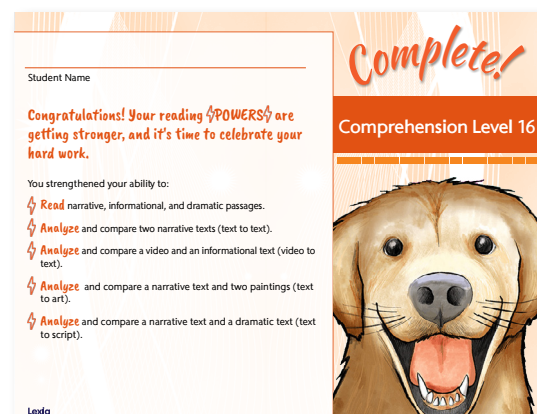 Complete!
Comprehension Level 16
Student Name
Congratulations! Your reading POWERS are
getting stronger, and it's time to celebrate your
hard work.
You strengthened your ability to:
Read narrative, informational, and dramatic passages.
Analyze and compare two narrative texts (text to text).
Analyze and compare a video and an informational text (video to
text).
Analyze and compare a narrative text and two paintings (text
to art).
Analyze and compare a narrative text and a dramatic text (text
to script).
Lexia